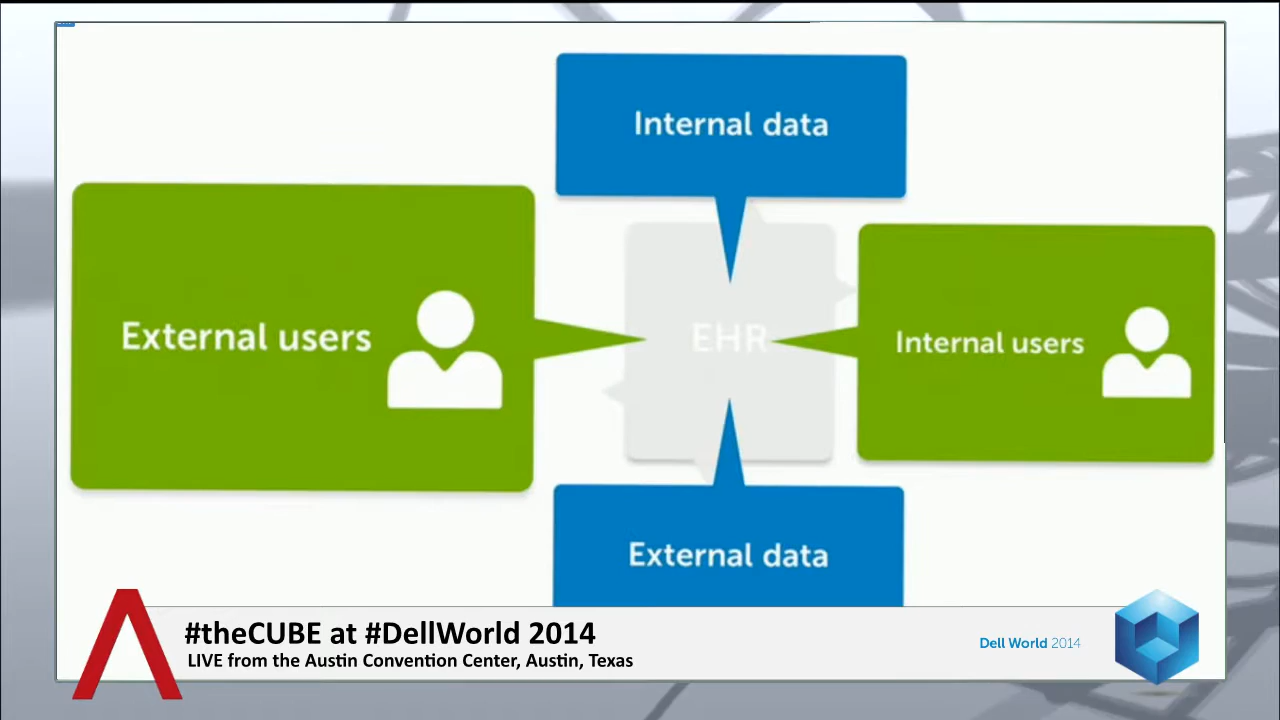 Internal data
External users
EHR
Internal users
External data
#theCUBE at #DellWorld 2014
LIVE from the Austin Convention Center, Austin, Texas
Dell World 2014